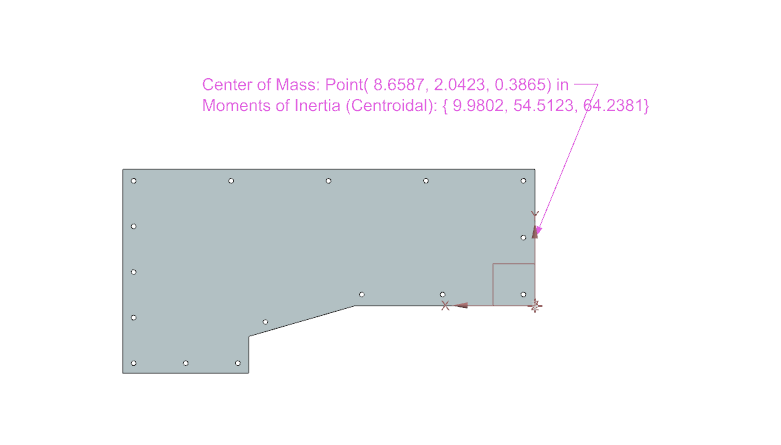 Center of Mass: Point( 8.6587, 2.0423, 0.3865) in
Moments of Inertia (Centroidal): { 9.9802, 54.5123, 64.2381}
Y
X